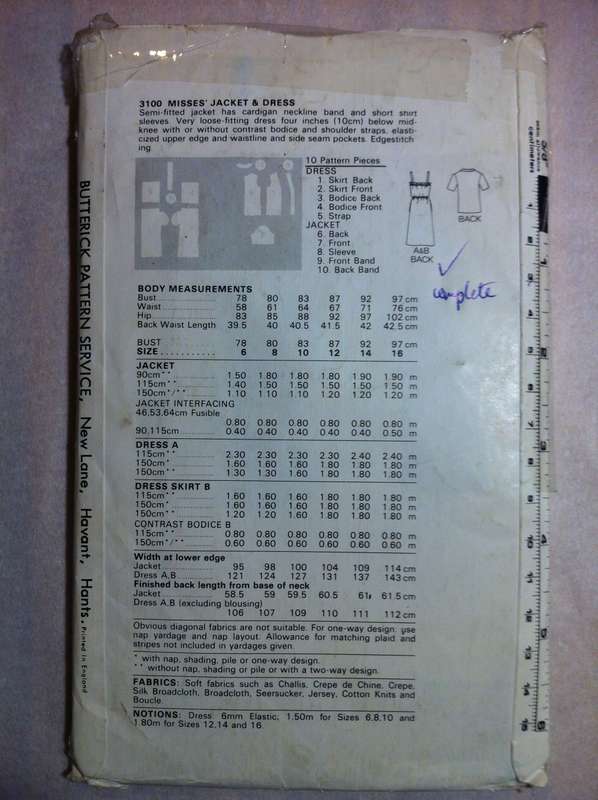 3100 MISSES' JACKET & DRESS
Semi-fitted jacket has cardigan neckline band and short shirt
sleeves. Very loose-fitting dress four inches (10cm) below mid-
knee with or without contrast bodice and shoulder straps, elasti-
cized upper edge and waistline and side seam pockets. Edgestitch
ing
10 Pattern Pieces
DRESS
1. Skirt Back
2. Skirt Front
3. Bodice Back
4. Bodice Front
5. Strap
JACKET
6. Back
7. Front
8. Sleeve
9. Front Band
10. Back Band
A&B
BACK
BACK
complete
BODY MEASUREMENTS
Bust 78 80 83 87 92 97 cm
Waist 58 61 64 67 71 76 cm
Hip 83 85 88 92 97 102 cm
Back Waist Length 39.5 40 40.5 41.5 42 42.5 cm
BUST 78 80 83 87 92 97 cm
SIZE 6 8 10 12 14 16
JACKET
90cm** 1.50 1.80 1.80 1.80 1.90 1.90 m
115cm** 1.40 1.50 1.50 1.50 1.50 1.50 m
150cm*/** 1.10 1.10 1.10 1.20 1.20 1.20 m
JACKET INTERFACING
46,53,64cm Fusible
0.80 0.80 0.80 0.80 0.80 0.80 m
90,115cm 0.40 0.40 0.40 0.40 0.40 0.50 m
DRESS A
115cm** 2.30 2.30 2.30 2.30 2.40 2.40 m
150cm* 1.60 1.60 1.60 1.80 1.80 1.80 m
150cm** 1.30 1.30 1.30 1.80 1.80 1.80 m
DRESS SKIRT B
115cm** 1.60 1.60 1.60 1.80 1.80 1.80 m
150cm* 1.60 1.60 1.60 1.80 1.80 1.80 m
150cm** 1.20 1.20 1.60 1.80 1.80 1.80 m
CONTRAST BODICE B
115cm** 0.80 0.80 0.80 0.80 0.80 0.80 m
150cm*/** 0.60 0.60 0.60 0.60 0.60 0.60 m
Width at lower edge
Jacket 95 98 100 104 109 114 cm
Dress A,B 121 124 127 131 137 143 cm
Finished back length from base of neck
Jacket 58.5 59 59.5 60.5 61 61.5 cm
Dress A,B (excluding blousing)
106 107 109 110 111 112 cm
Obvious diagonal fabrics are not suitable. For one-way design: use
nap yardage and nap layout. Allowance for matching plaid and
stripes not included in yardages given.
* with nap, shading, pile or one-way design.
** without nap, shading or pile or with a two-way design.
FABRICS: Soft fabrics such as Challis, Crepe de Chine, Crepe,
Silk Broadcloth, Broadcloth, Seersucker, Jersey, Cotton Knits and
Boucle.
NOTIONS: Dress: 6mm Elastic, 1.50m for Sizes 6,8,10 and
1.80m for Sizes 12,14 and 16.
BUTTERICK PATTERN SERVICE, New Lane, Havant, Hants. Printed in England